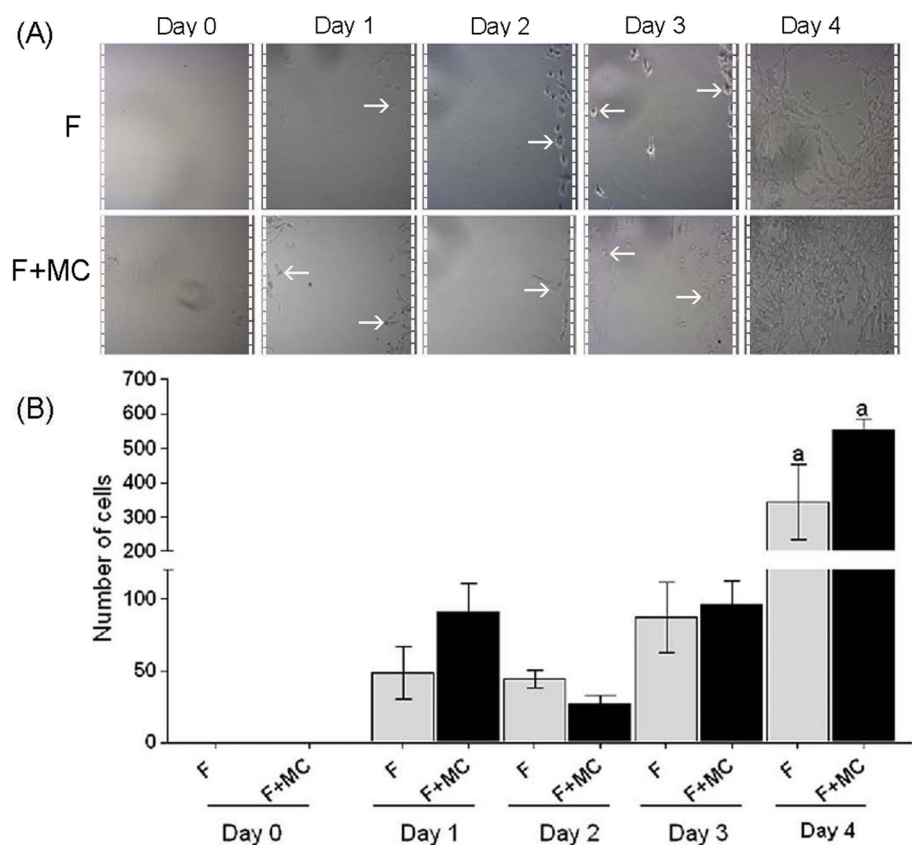 (A)
Day 0 Day 1 Day 2 Day 3 Day 4
F
F+MC
(B)
Number of cells
700
600
500
400
300
200
100
50
0
F F+MC F F+MC F F+MC F F+MC F F+MC
a a
Day 0 Day 1 Day 2 Day 3 Day 4